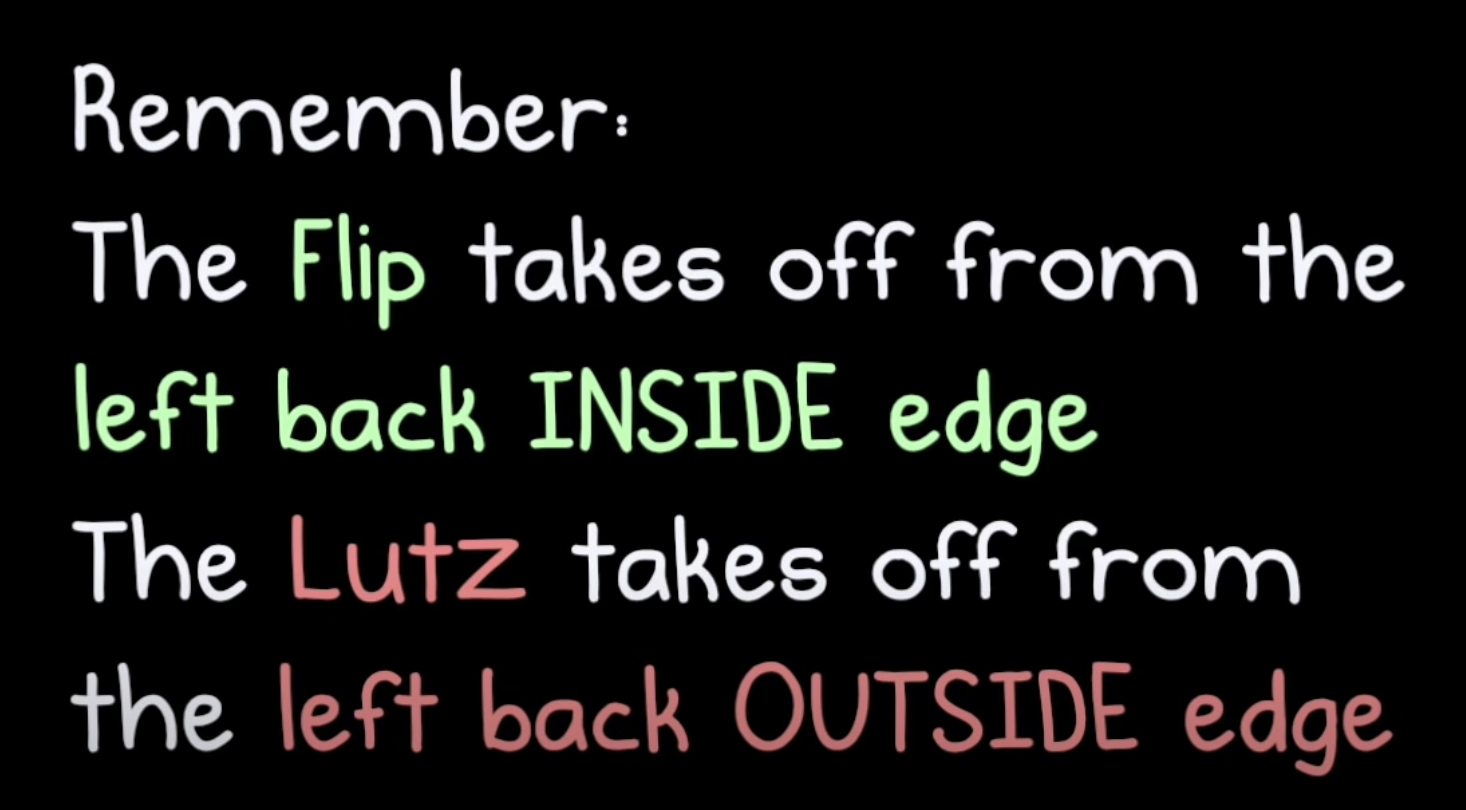 Remember:
The Flip takes off from the
left back INSIDE edge
The Lutz takes off from
the left back OUTSIDE edge